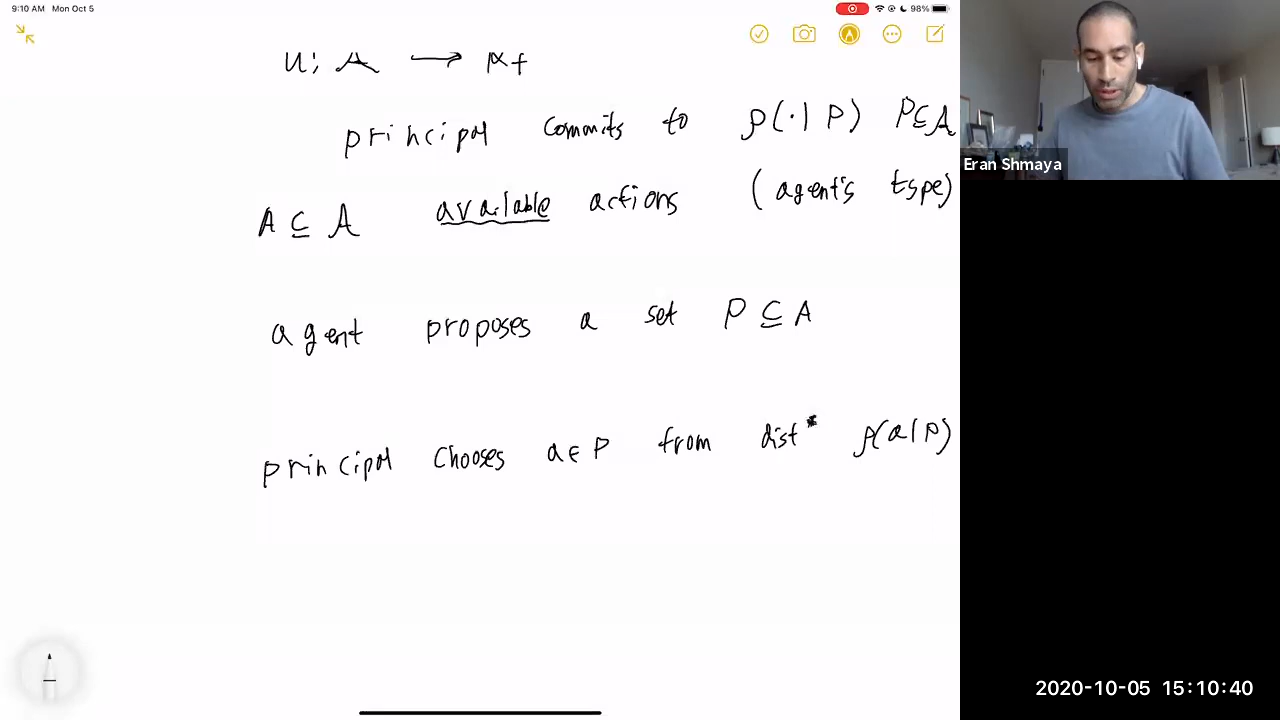 9:10 AM Mon Oct 5
98%
u: A → R+
principal commits to ρ(·|P) P⊆A
A ⊆ A available actions (agent's type)
agent proposes a set P ⊆ A
principal chooses a∈P from dist ρ(a|P)
Eran Shmaya
2020-10-05 15:10:40